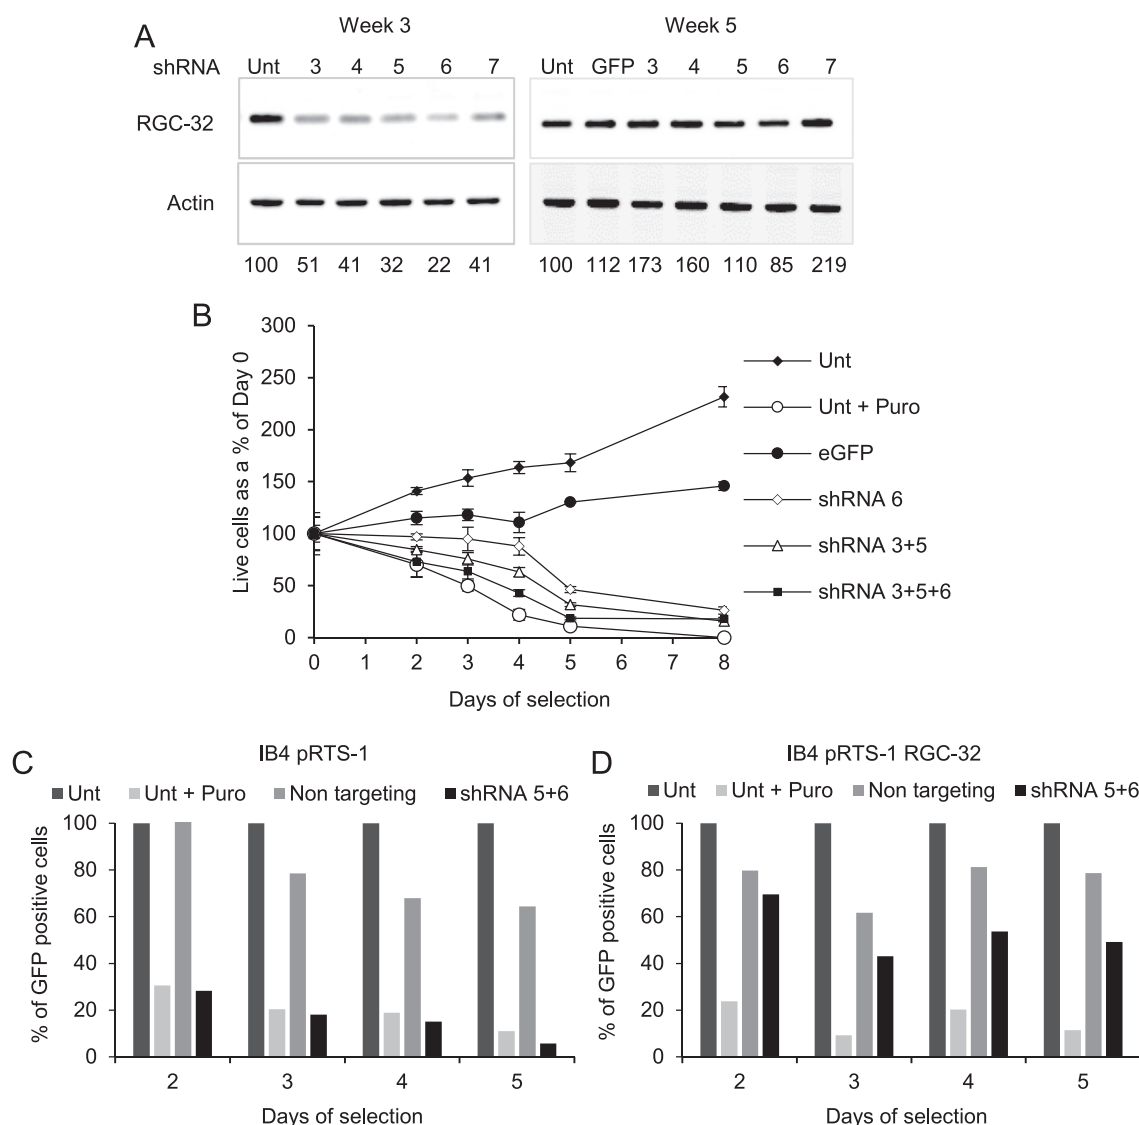 A
Week 3
Week 5
shRNA Unt 3 4 5 6 7
Unt GFP 3 4 5 6 7
RGC-32
Actin
100 51 41 32 22 41
100 112 173 160 110 85 219
B
Live cells as a % of Day 0
300
250
200
150
100
50
0
0 1 2 3 4 5 6 7 8
Days of selection
Unt
Unt + Puro
eGFP
shRNA 6
shRNA 3+5
shRNA 3+5+6
C
IB4 pRTS-1
Unt Unt + Puro Non targeting shRNA 5+6
% of GFP positive cells
100
80
60
40
20
0
2 3 4 5
Days of selection
D
IB4 pRTS-1 RGC-32
Unt Unt + Puro Non targeting shRNA 5+6
% of GFP positive cells
100
80
60
40
20
0
2 3 4 5
Days of selection